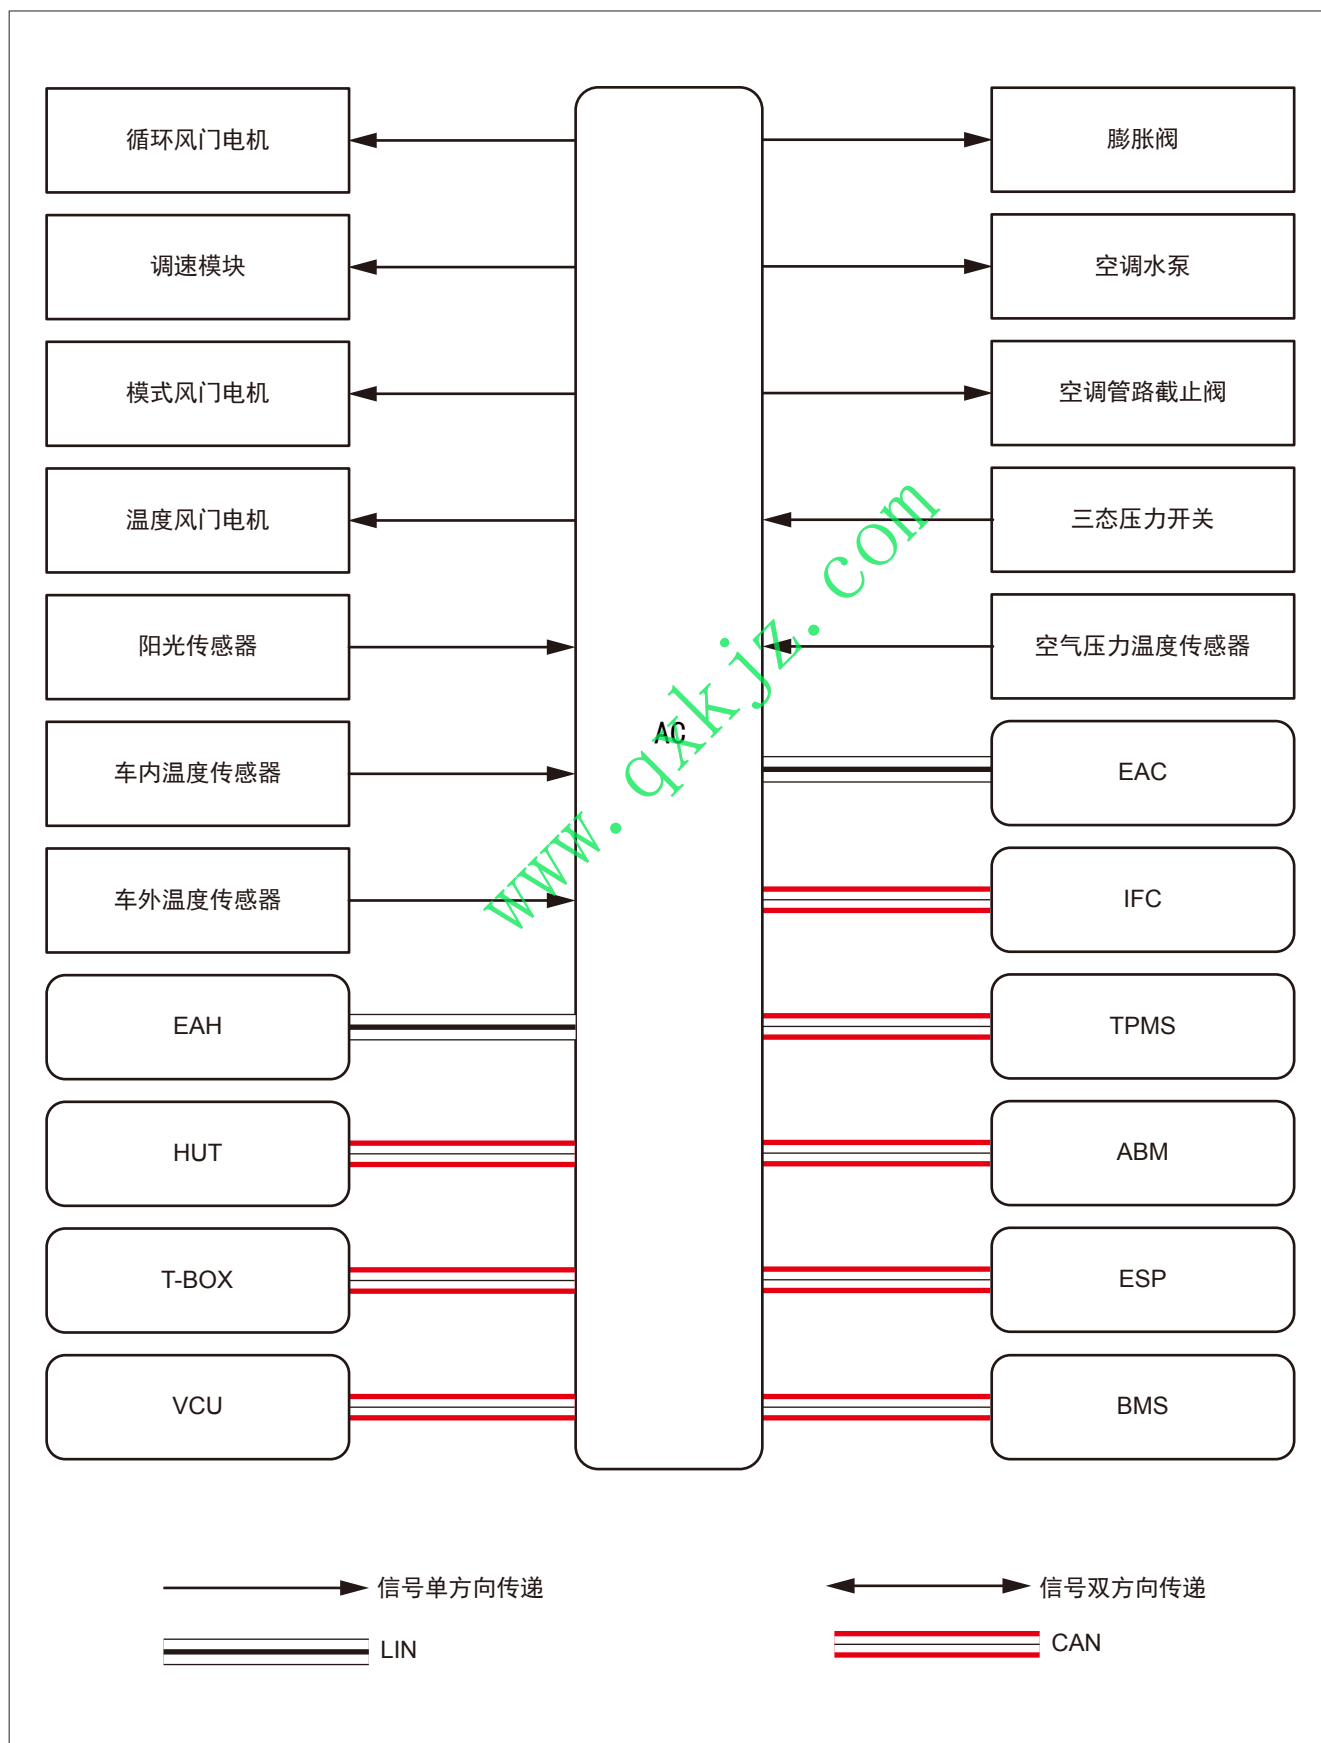 循环风门电机
膨胀阀
调速模块
空调水泵
模式风门电机
空调管路截止阀
温度风门电机
三态压力开关
阳光传感器
空气压力温度传感器
AC
车内温度传感器
EAC
车外温度传感器
IFC
EAH
TPMS
HUT
ABM
T-BOX
ESP
VCU
BMS
信号单方向传递
信号双方向传递
LIN
CAN
www.qxkjz.com